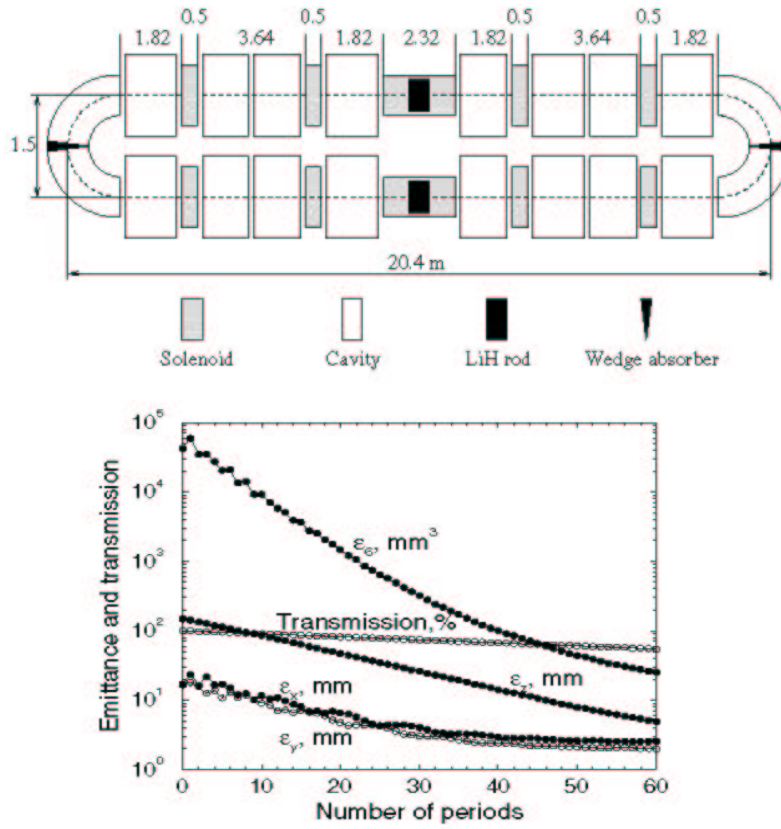 0.5 0.5 0.5 0.5
1.82 3.64 1.82 2.32 1.82 3.64 1.82
1.5
20.4 m
Solenoid Cavity LiH rod Wedge absorber
Emittance and transmission
10⁵
10⁴
10³
10²
10¹
10⁰
ε₆, mm³
Transmission,%
εₓ, mm
ε_z, mm
ε_y, mm
0 10 20 30 40 50 60
Number of periods